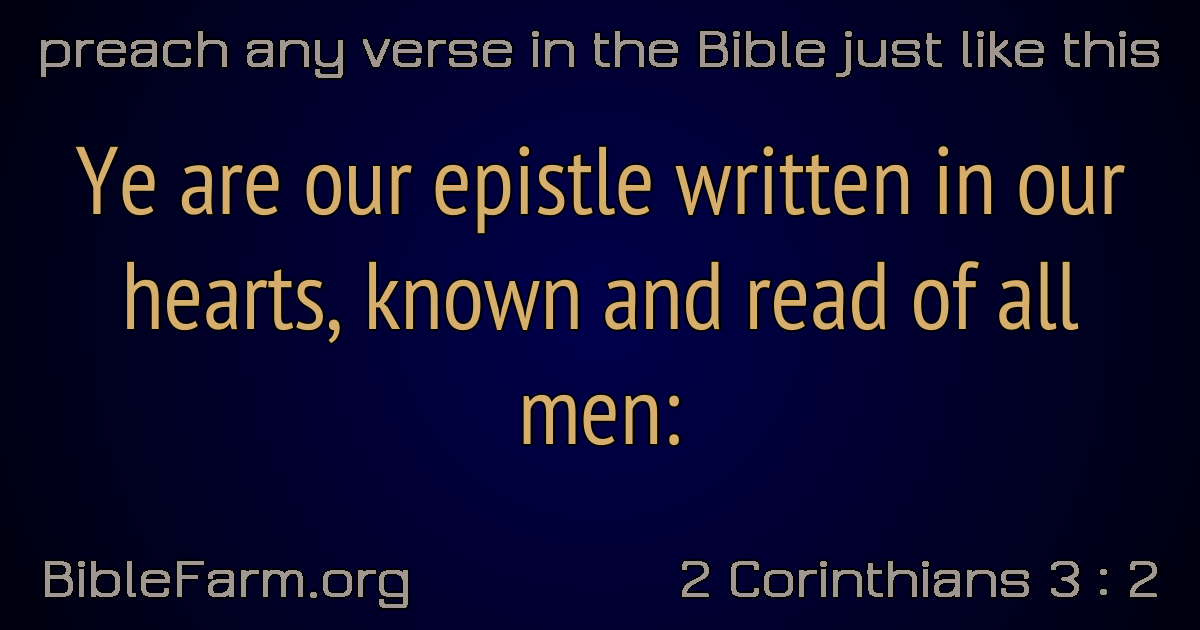 preach any verse in the Bible just like this
Ye are our epistle written in our
hearts, known and read of all
men:
BibleFarm.org
2 Corinthians 3 : 2